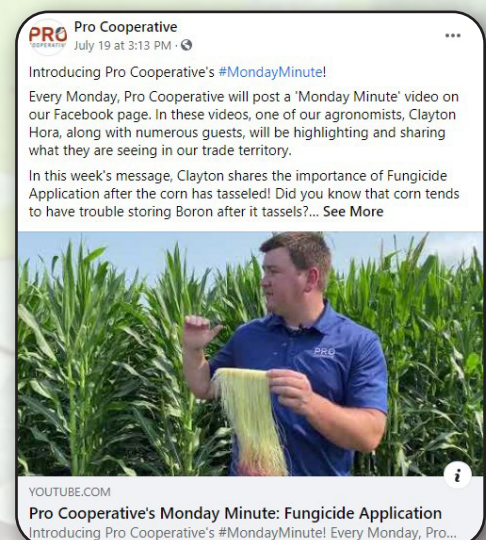 Pro Cooperative
PRO
COOPERATIVE
July 19 at 3:13 PM ·
Introducing Pro Cooperative's #MondayMinute!
Every Monday, Pro Cooperative will post a 'Monday Minute' video on
our Facebook page. In these videos, one of our agronomists, Clayton
Hora, along with numerous guests, will be highlighting and sharing
what they are seeing in our trade territory.
In this week's message, Clayton shares the importance of Fungicide
Application after the corn has tasseled! Did you know that corn tends
to have trouble storing Boron after it tassels?... See More
PRO
YOUTUBE.COM
Pro Cooperative's Monday Minute: Fungicide Application
Introducing Pro Cooperative's #MondayMinute! Every Monday, Pro...